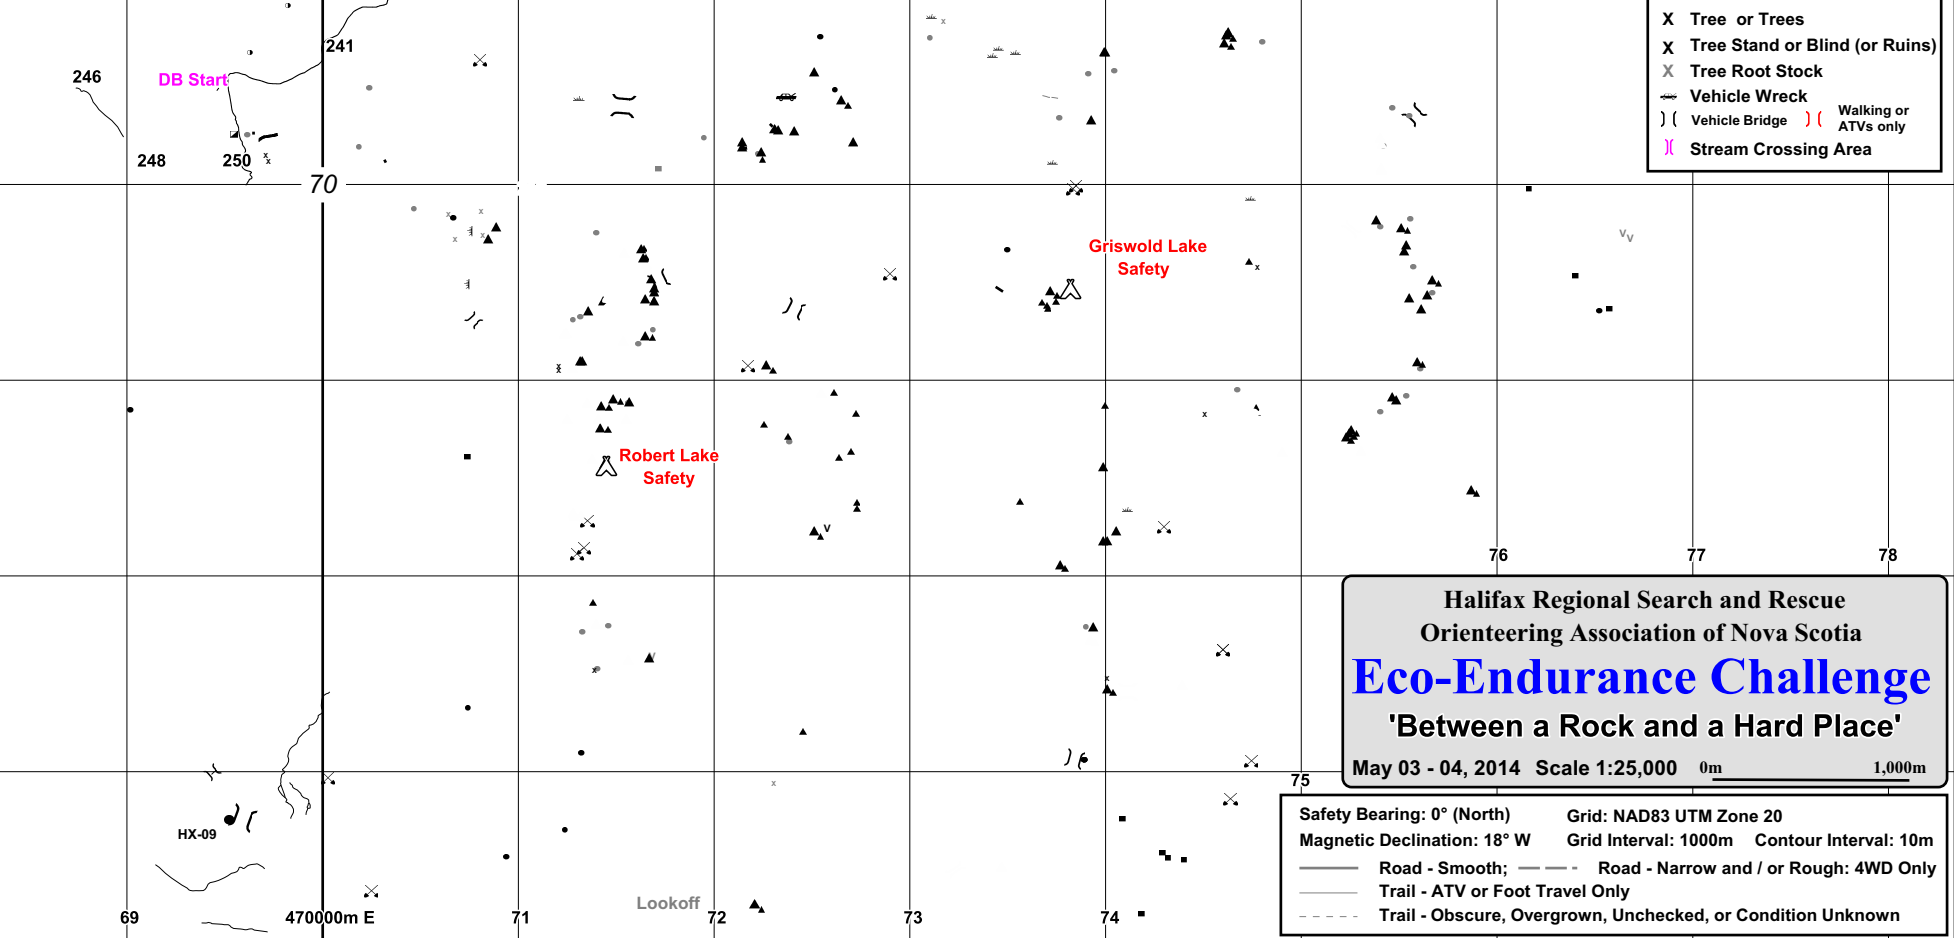 X Tree or Trees
X Tree Stand or Blind (or Ruins)
X Tree Root Stock
Vehicle Wreck
Vehicle Bridge
Walking or
ATVs only
Stream Crossing Area
241
246
DB Start
248
250
70
Griswold Lake
Safety
Robert Lake
Safety
76
77
78
Halifax Regional Search and Rescue
Orienteering Association of Nova Scotia
Eco-Endurance Challenge
'Between a Rock and a Hard Place'
May 03 - 04, 2014 Scale 1:25,000 0m 1,000m
75
Safety Bearing: 0° (North) Grid: NAD83 UTM Zone 20
Magnetic Declination: 18° W Grid Interval: 1000m Contour Interval: 10m
Road - Smooth; Road - Narrow and / or Rough: 4WD Only
Trail - ATV or Foot Travel Only
Trail - Obscure, Overgrown, Unchecked, or Condition Unknown
HX-09
Lookoff
69
470000m E
71
72
73
74